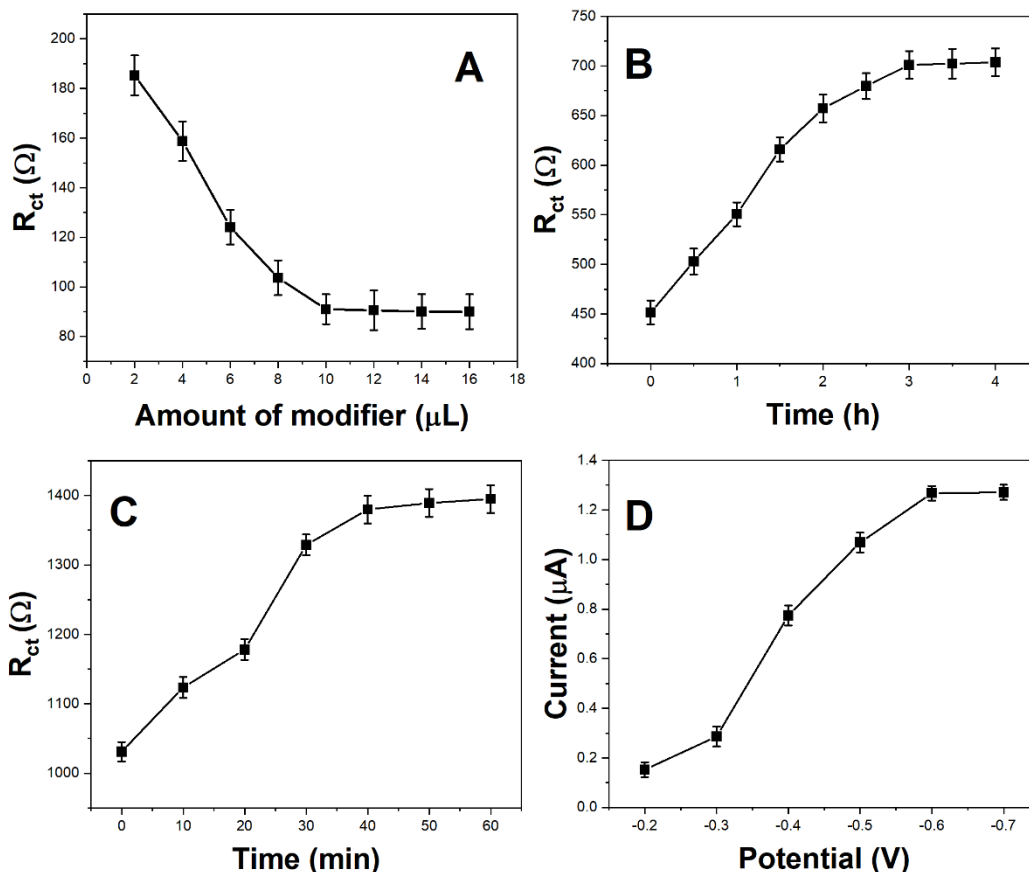 A
R_ct (Ω)
200
180
160
140
120
100
80
0 2 4 6 8 10 12 14 16 18
Amount of modifier (μL)
B
R_ct (Ω)
750
700
650
600
550
500
450
400
0 1 2 3 4
Time (h)
C
R_ct (Ω)
1400
1300
1200
1100
1000
0 10 20 30 40 50 60
Time (min)
D
Current (μA)
1.4
1.2
1.0
0.8
0.6
0.4
0.2
0.0
-0.2 -0.3 -0.4 -0.5 -0.6 -0.7
Potential (V)